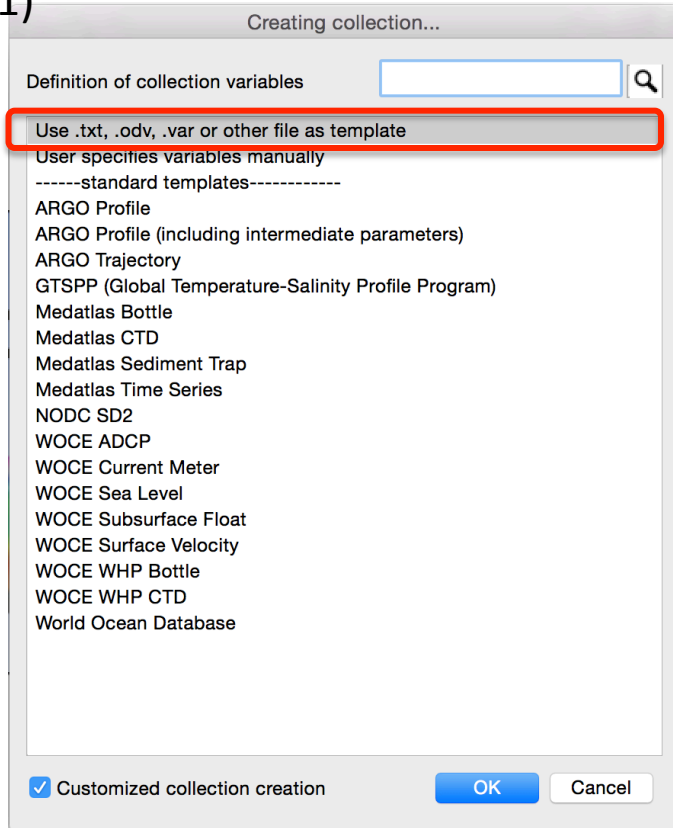 1)
Creating collection...
Definition of collection variables
Use .txt, .odv, .var or other file as template
User specifies variables manually
------standard templates------------
ARGO Profile
ARGO Profile (including intermediate parameters)
ARGO Trajectory
GTSPP (Global Temperature-Salinity Profile Program)
Medatlas Bottle
Medatlas CTD
Medatlas Sediment Trap
Medatlas Time Series
NODC SD2
WOCE ADCP
WOCE Current Meter
WOCE Sea Level
WOCE Subsurface Float
WOCE Surface Velocity
WOCE WHP Bottle
WOCE WHP CTD
World Ocean Database
Customized collection creation OK Cancel